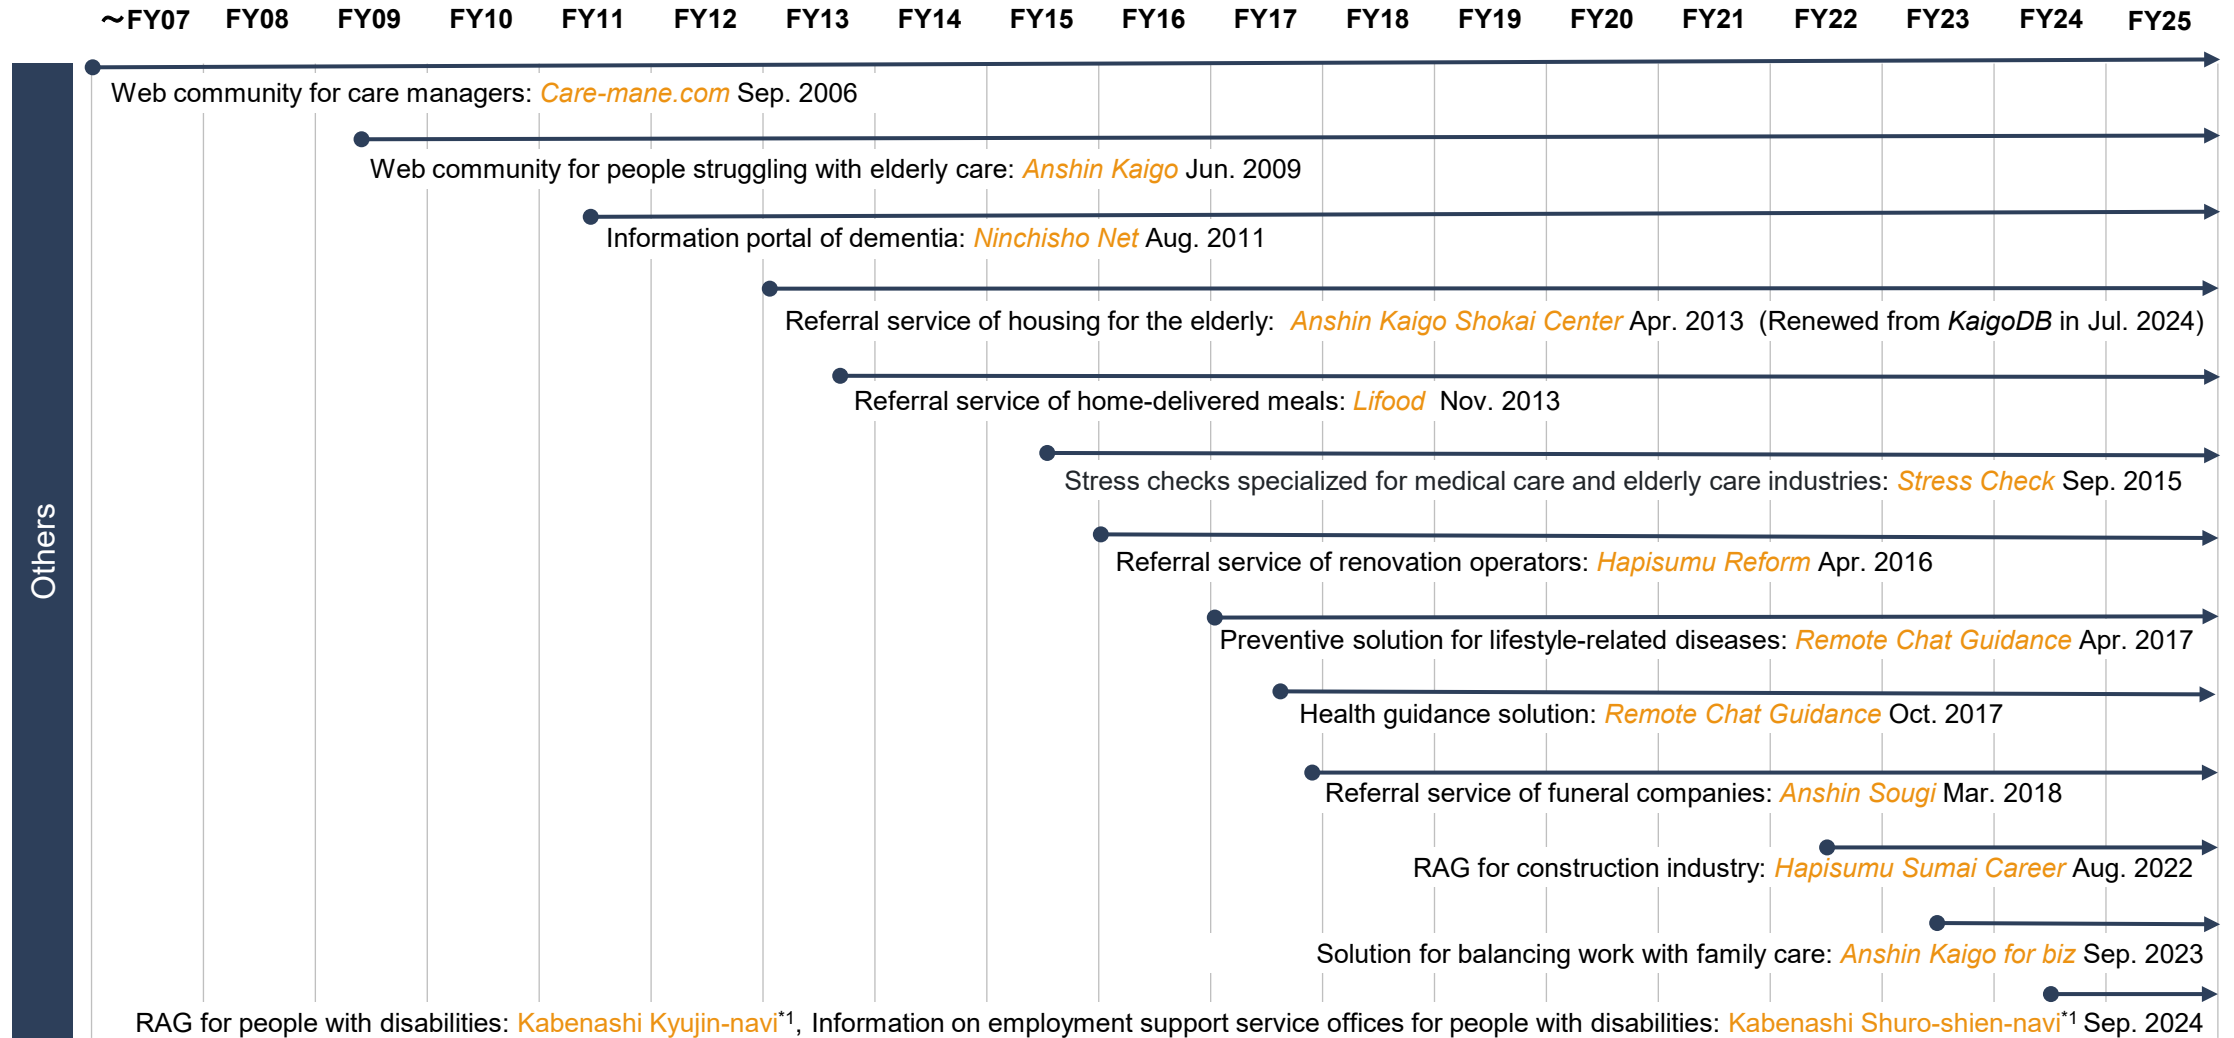 ～FY07 FY08 FY09 FY10 FY11 FY12 FY13 FY14 FY15 FY16 FY17 FY18 FY19 FY20 FY21 FY22 FY23 FY24 FY25
Others
Web community for care managers: Care-mane.com Sep. 2006
Web community for people struggling with elderly care: Anshin Kaigo Jun. 2009
Information portal of dementia: Ninchisho Net Aug. 2011
Referral service of housing for the elderly: Anshin Kaigo Shokai Center Apr. 2013 (Renewed from KaigoDB in Jul. 2024)
Referral service of home-delivered meals: Lifood Nov. 2013
Stress checks specialized for medical care and elderly care industries: Stress Check Sep. 2015
Referral service of renovation operators: Hapisumu Reform Apr. 2016
Preventive solution for lifestyle-related diseases: Remote Chat Guidance Apr. 2017
Health guidance solution: Remote Chat Guidance Oct. 2017
Referral service of funeral companies: Anshin Sougi Mar. 2018
RAG for construction industry: Hapisumu Sumai Career Aug. 2022
Solution for balancing work with family care: Anshin Kaigo for biz Sep. 2023
RAG for people with disabilities: Kabenashi Kyujin-navi*1, Information on employment support service offices for people with disabilities: Kabenashi Shuro-shien-navi*1 Sep. 2024